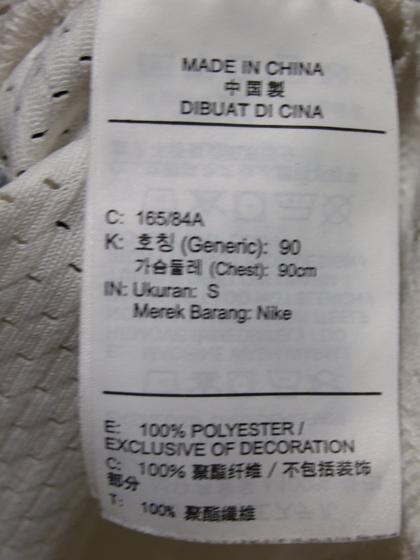 MADE IN CHINA
中国製
DIBUAT DI CINA
C: 165/84A
K: 호칭 (Generic): 90
가슴둘레 (Chest): 90cm
IN: Ukuran: S
Merek Barang: Nike
E: 100% POLYESTER /
EXCLUSIVE OF DECORATION
C: 100% 聚酯纤维 / 不包括装饰
部分
T: 100% 聚酯纖維